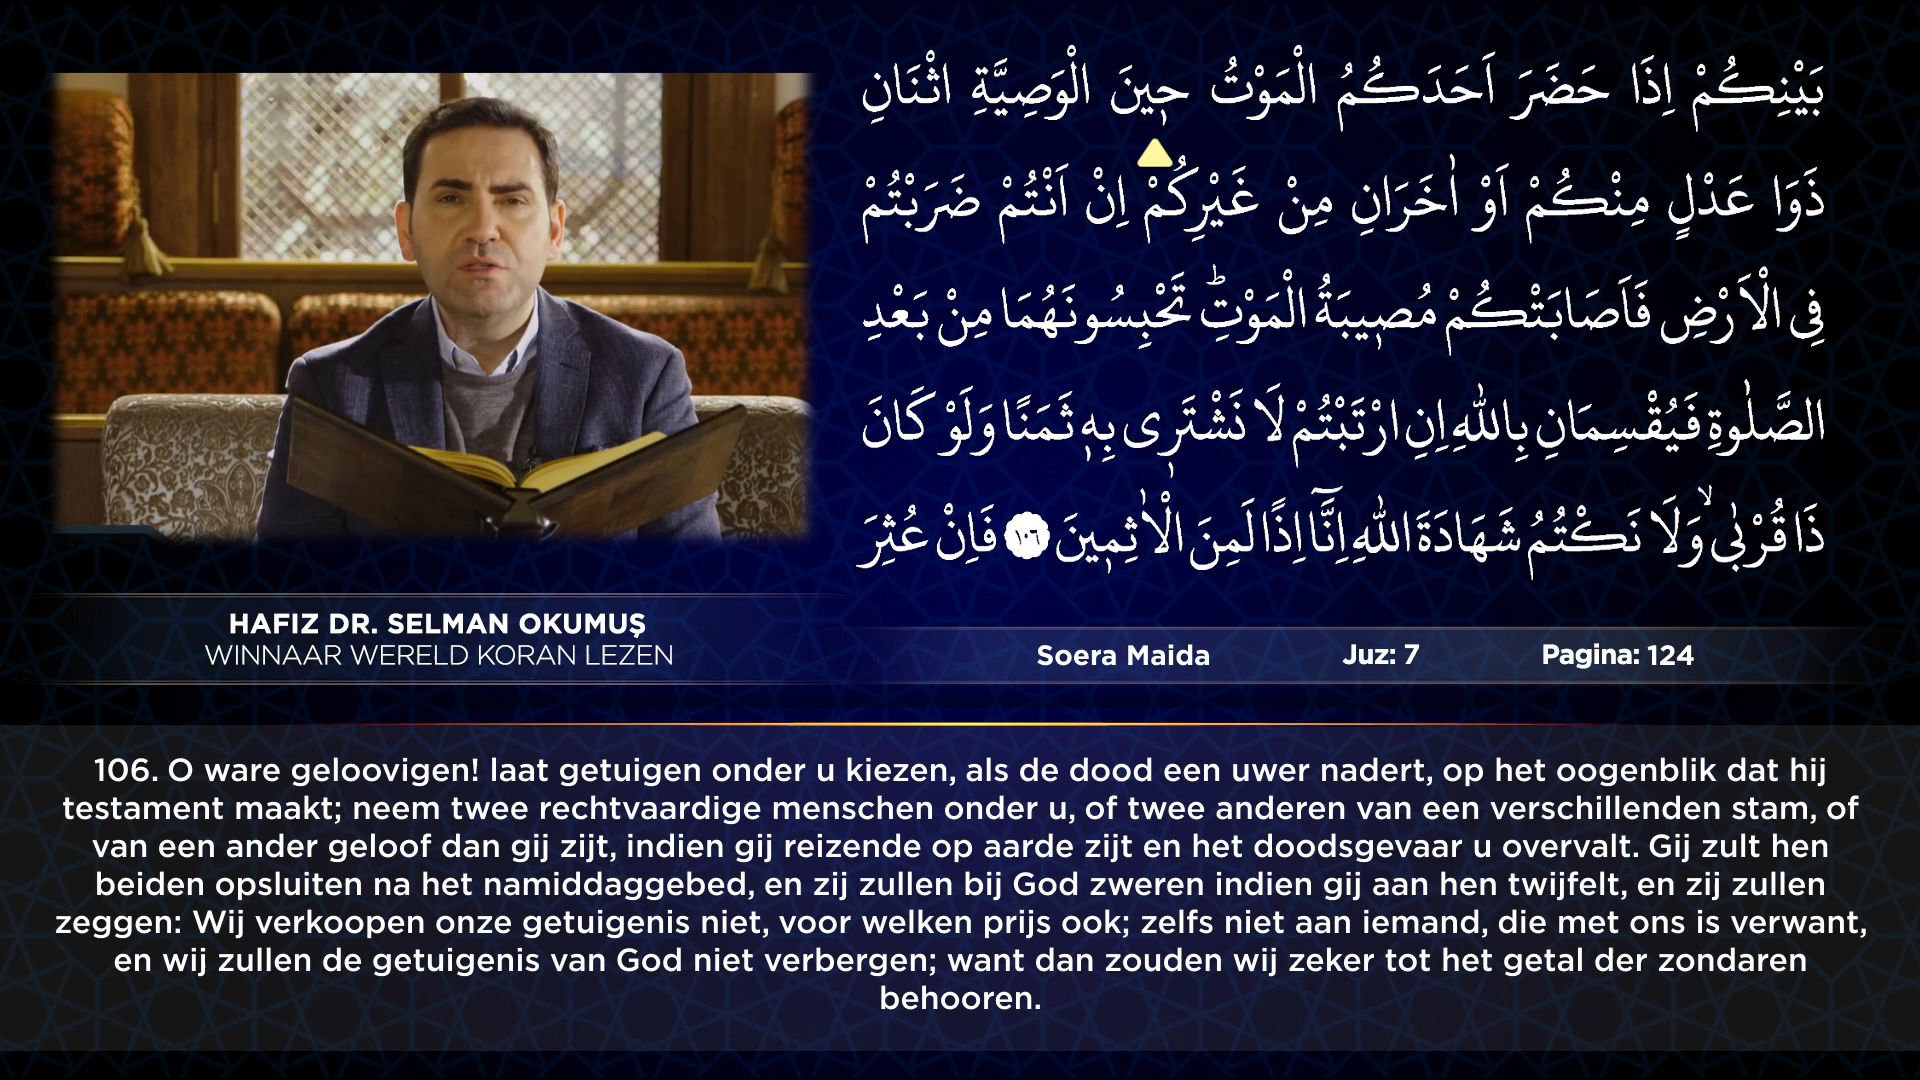 بَيْنِكُمْ اِذَا حَضَرَ اَحَدَكُمُ الْمَوْتُ ح۪ينَ الْوَصِيَّةِ اثْنَانِ
ذَوَا عَدْلٍ مِنْكُمْ اَوْ اٰخَرَانِ مِنْ غَيْرِكُمْ اِنْ اَنْتُمْ ضَرَبْتُمْ
فِى الْاَرْضِ فَاَصَابَتْكُمْ مُص۪يبَةُ الْمَوْتِۜ تَحْبِسُونَهُمَا مِنْ بَعْدِ
الصَّلٰوةِ فَيُقْسِمَانِ بِاللّٰهِ اِنِ ارْتَبْتُمْ لَا نَشْتَر۪ى بِه۪ ثَمَنًا وَلَوْ كَانَ
ذَا قُرْبٰىۙ وَلَا نَكْتُمُ شَهَادَةَ اللّٰهِ اِنَّٓا اِذًا لَمِنَ الْاٰثِم۪ينَ ١٠٦ فَاِنْ عُثِرَ
HAFIZ DR. SELMAN OKUMUŞ
WINNAAR WERELD KORAN LEZEN
Soera Maida Juz: 7 Pagina: 124
106. O ware geloovigen! laat getuigen onder u kiezen, als de dood een uwer nadert, op het oogenblik dat hij
testament maakt; neem twee rechtvaardige menschen onder u, of twee anderen van een verschillenden stam, of
van een ander geloof dan gij zijt, indien gij reizende op aarde zijt en het doodsgevaar u overvalt. Gij zult hen
beiden opsluiten na het namiddaggebed, en zij zullen bij God zweren indien gij aan hen twijfelt, en zij zullen
zeggen: Wij verkoopen onze getuigenis niet, voor welken prijs ook; zelfs niet aan iemand, die met ons is verwant,
en wij zullen de getuigenis van God niet verbergen; want dan zouden wij zeker tot het getal der zondaren
behooren.